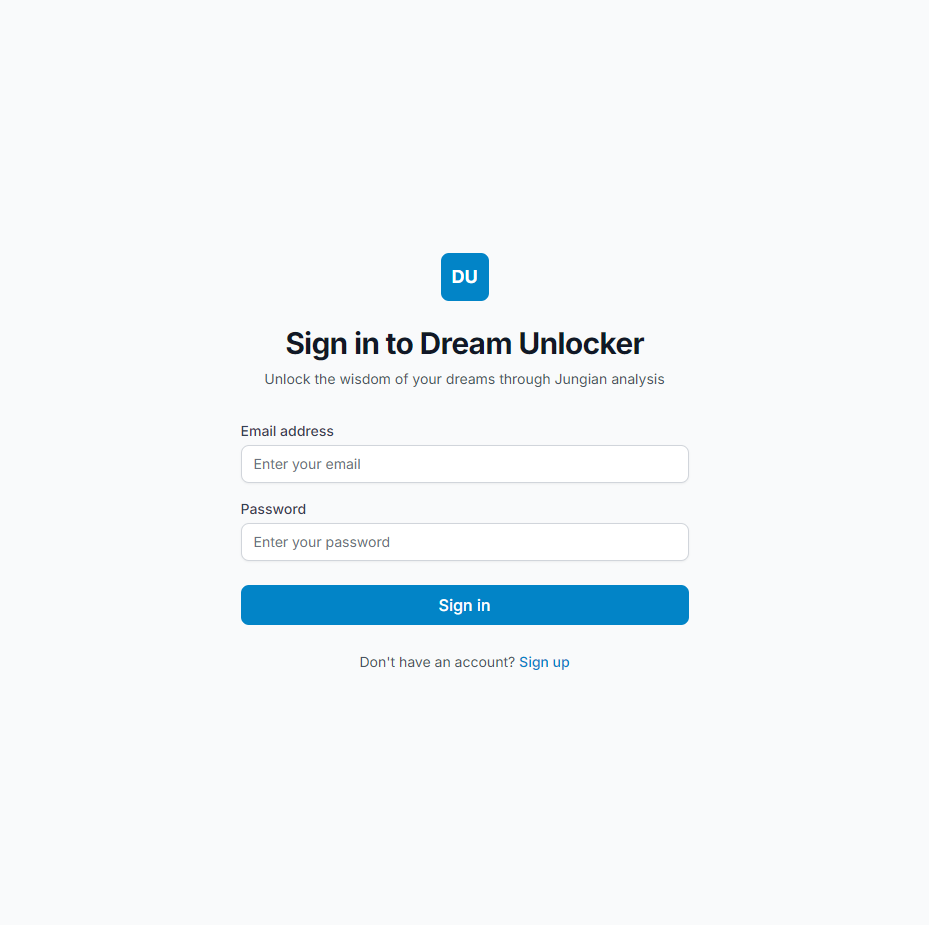 DU
Sign in to Dream Unlocker
Unlock the wisdom of your dreams through Jungian analysis
Email address
Enter your email
Password
Enter your password
Sign in
Don't have an account? Sign up